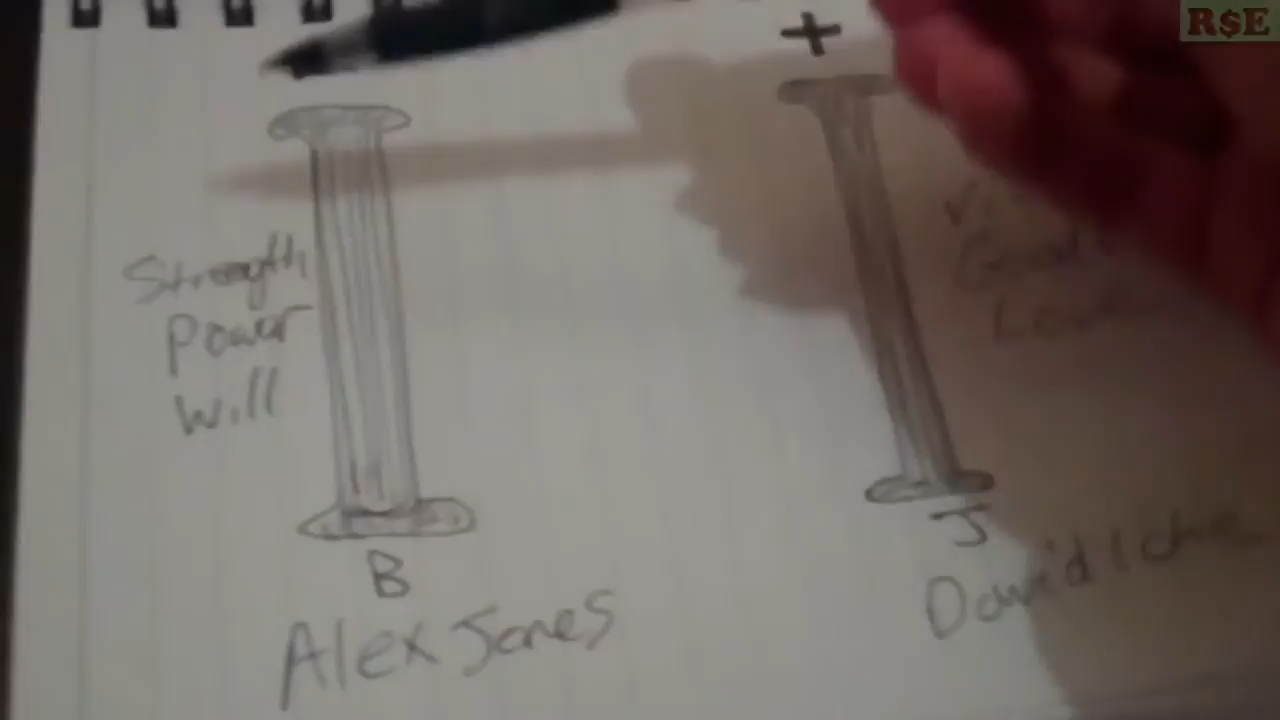 R$E
+
Strength
Power
Will
B
Alex Jones
J
David Icke